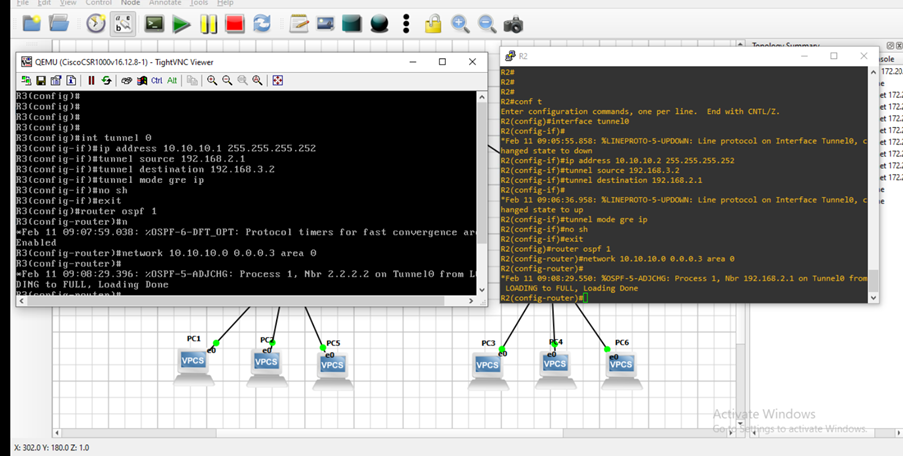 File Edit View Control Node Annotate Tools Help
QEMU (CiscoCSR1000v16.12.8-1) - TightVNC Viewer
Ctrl Alt
R3(config)#
R3(config)#
R3(config)#
R3(config)#int tunnel 0
R3(config-if)#ip address 10.10.10.1 255.255.255.252
R3(config-if)#tunnel source 192.168.2.1
R3(config-if)#tunnel destination 192.168.3.2
R3(config-if)#tunnel mode gre ip
R3(config-if)#no sh
R3(config-if)#exit
R3(config)#router ospf 1
R3(config-router)#n
*Feb 11 09:07:59.038: %OSPF-6-DFT_OPT: Protocol timers for fast convergence are
Enabled
R3(config-router)#network 10.10.10.0 0.0.0.3 area 0
R3(config-router)#
*Feb 11 09:08:29.396: %OSPF-5-ADJCHG: Process 1, Nbr 2.2.2.2 on Tunnel0 from LO
DING to FULL, Loading Done
R3(config-router)#
R2
R2#
R2#
R2#
R2#conf t
Enter configuration commands, one per line. End with CNTL/Z.
R2(config)#interface tunnel0
R2(config-if)#
*Feb 11 09:05:55.858: %LINEPROTO-5-UPDOWN: Line protocol on Interface Tunnel0, c
hanged state to down
R2(config-if)#ip address 10.10.10.2 255.255.255.252
R2(config-if)#tunnel source 192.168.3.2
R2(config-if)#tunnel destination 192.168.2.1
R2(config-if)#
*Feb 11 09:06:36.958: %LINEPROTO-5-UPDOWN: Line protocol on Interface Tunnel0, c
hanged state to up
R2(config-if)#tunnel mode gre ip
R2(config-if)#no sh
R2(config-if)#exit
R2(config)#router ospf 1
R2(config-router)#network 10.10.10.0 0.0.0.3 area 0
R2(config-router)#
*Feb 11 09:08:29.550: %OSPF-5-ADJCHG: Process 1, Nbr 192.168.2.1 on Tunnel0 from
LOADING to FULL, Loading Done
R2(config-router)#
Topology Summary
sole
172.20.
ne
et 172.2
et 172.2
et 172.2
et 172.2
et 172.2
et 172.2
ne
ne
PC1
e0
VPCS
PC2
e0
VPCS
PC5
e0
VPCS
PC3
e0
VPCS
PC4
e0
VPCS
PC6
e0
VPCS
Activate Windows
Go to Settings to activate Windows.
X: 302.0 Y: 180.0 Z: 1.0